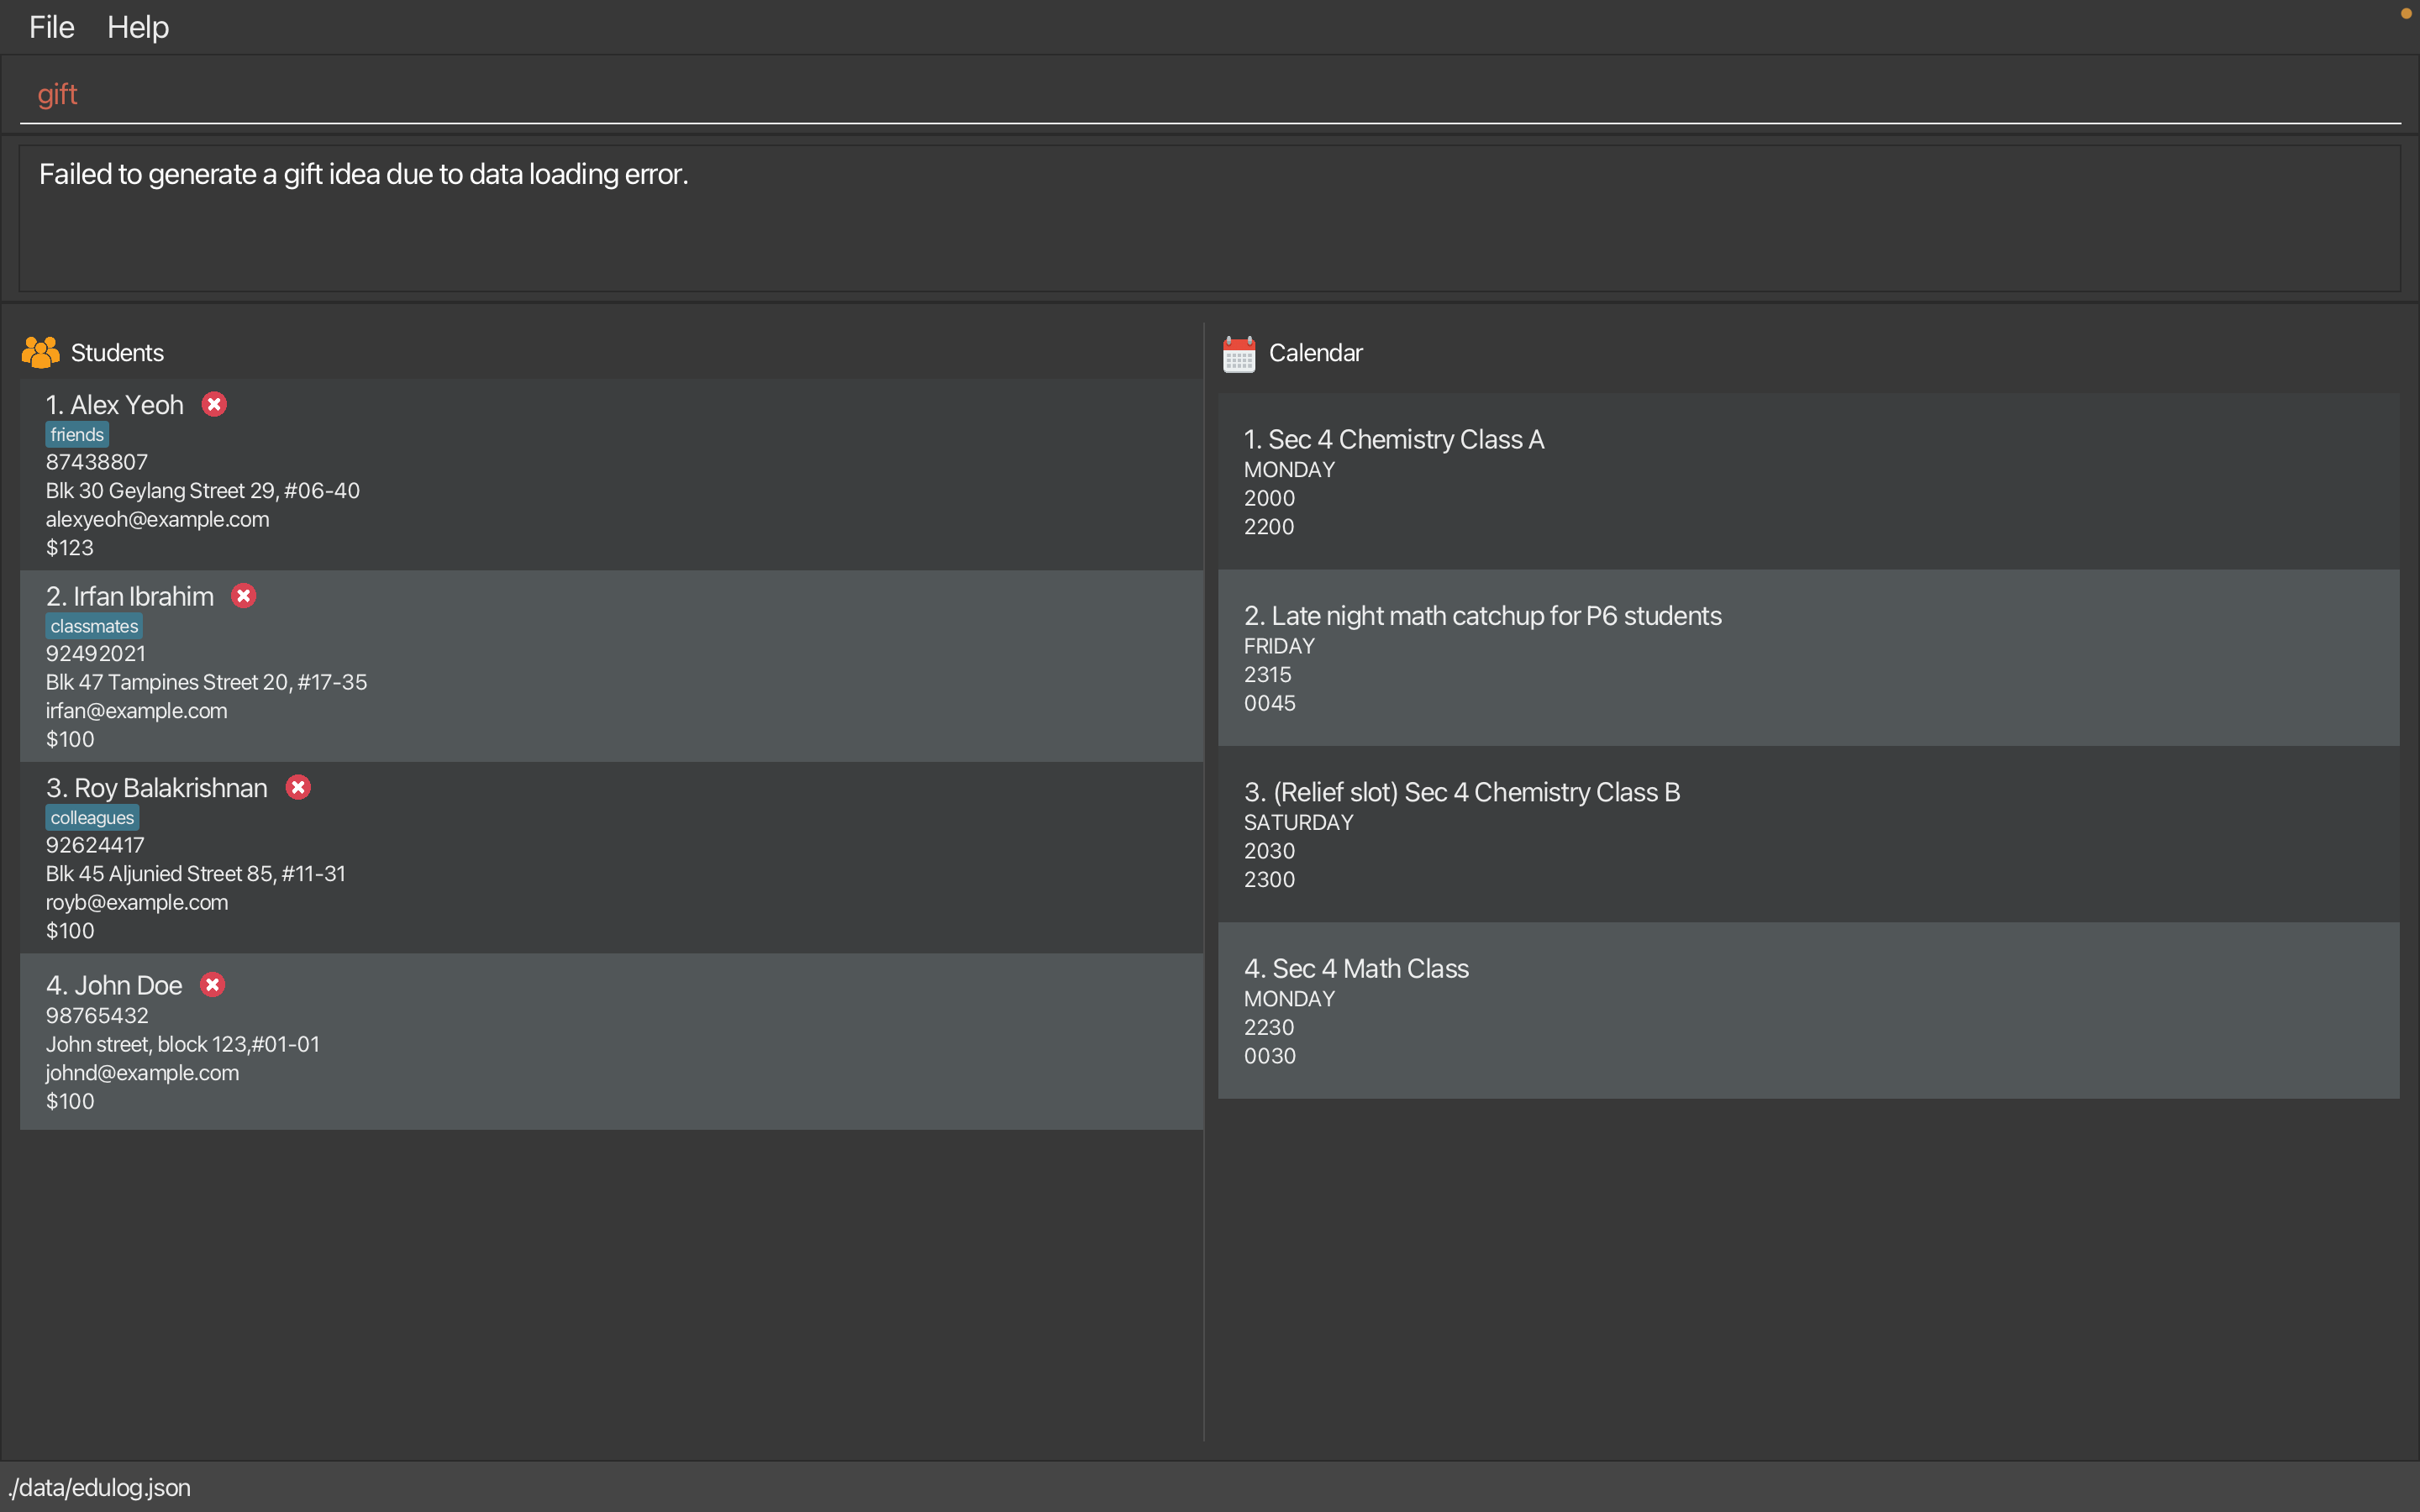 File Help
gift
Failed to generate a gift idea due to data loading error.
Students
1. Alex Yeoh
friends
87438807
Blk 30 Geylang Street 29, #06-40
alexyeoh@example.com
$123
2. Irfan Ibrahim
classmates
92492021
Blk 47 Tampines Street 20, #17-35
irfan@example.com
$100
3. Roy Balakrishnan
colleagues
92624417
Blk 45 Aljunied Street 85, #11-31
royb@example.com
$100
4. John Doe
98765432
John street, block 123,#01-01
johnd@example.com
$100
Calendar
1. Sec 4 Chemistry Class A
MONDAY
2000
2200
2. Late night math catchup for P6 students
FRIDAY
2315
0045
3. (Relief slot) Sec 4 Chemistry Class B
SATURDAY
2030
2300
4. Sec 4 Math Class
MONDAY
2230
0030
./data/edulog.json